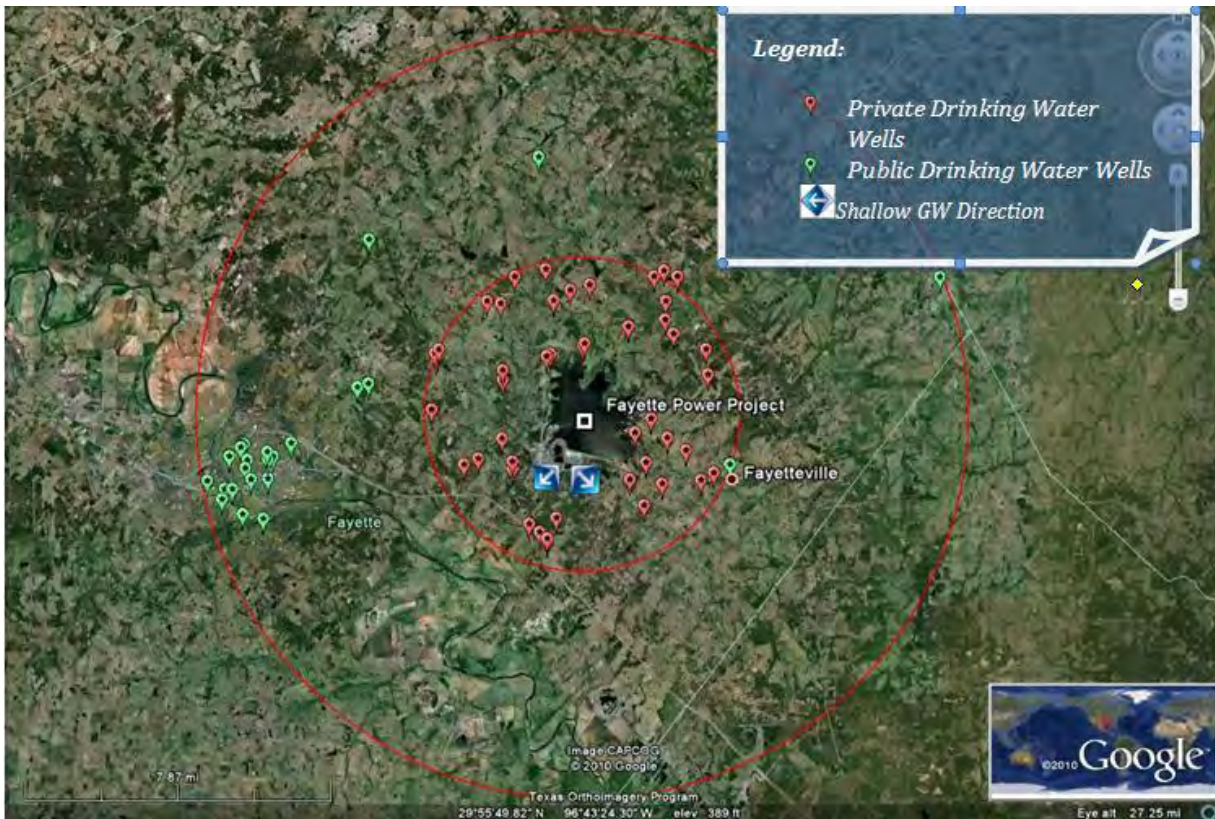 Legend:
Private Drinking Water
Wells
Public Drinking Water Wells
Shallow GW Direction
Fayette Power Project
Fayetteville
Fayette
Image CAPCOG
© 2010 Google
7.87 mi
Texas Orthoimagery Program
29°55'49.82" N 96°43'24.30" W elev 389 ft
©2010 Google
Eye alt 27.25 mi